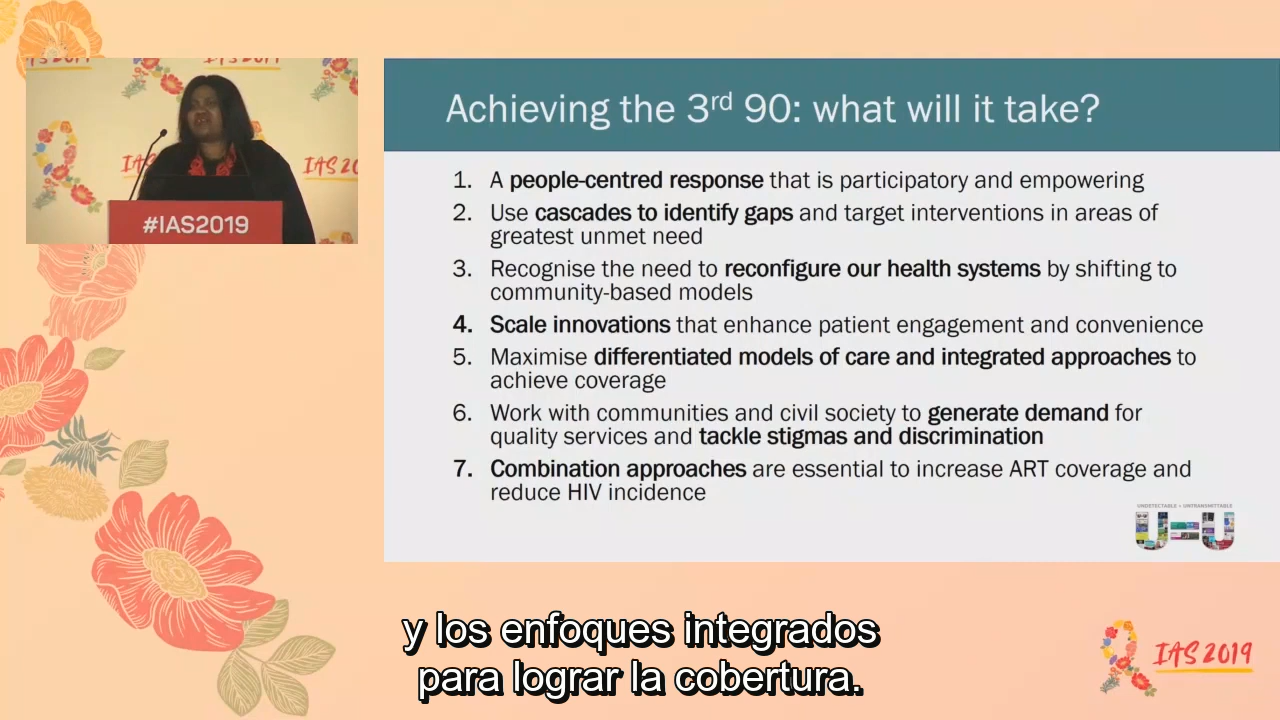 IAS 2019
IAS 20
#IAS2019
Achieving the 3rd 90: what will it take?
1. A people-centred response that is participatory and empowering
2. Use cascades to identify gaps and target interventions in areas of
greatest unmet need
3. Recognise the need to reconfigure our health systems by shifting to
community-based models
4. Scale innovations that enhance patient engagement and convenience
5. Maximise differentiated models of care and integrated approaches to
achieve coverage
6. Work with communities and civil society to generate demand for
quality services and tackle stigmas and discrimination
7. Combination approaches are essential to increase ART coverage and
reduce HIV incidence
UNDETECTABLE = UNTRANSMITTABLE
U=U
y los enfoques integrados
para lograr la cobertura.
IAS 2019